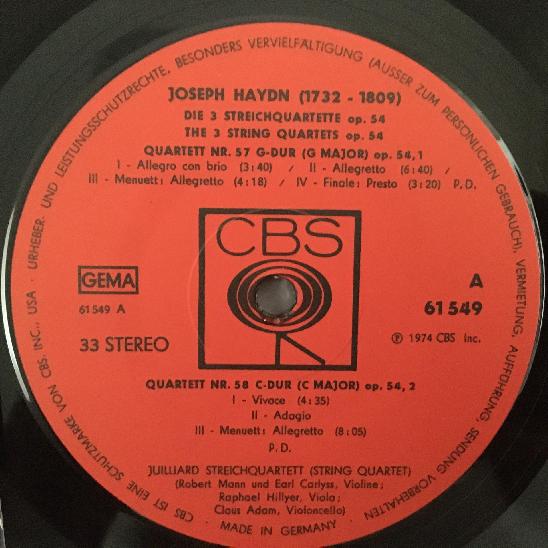 JOSEPH HAYDN (1732 - 1809)
DIE 3 STREICHQUARTETTE op. 54
THE 3 STRING QUARTETS op. 54
QUARTETT NR. 57 G-DUR (G MAJOR) op. 54,1
I - Allegro con brio (3:40) / II - Allegretto (6:40) /
III - Menuett: Allegretto (4:18) / IV - Finale: Presto (3:20) P.D.
CBS
GEMA
61 549 A
33 STEREO
A
61 549
℗ 1974 CBS Inc.
QUARTETT NR. 58 C-DUR (C MAJOR) op. 54,2
I - Vivace (4:35)
II - Adagio
III - Menuett: Allegretto (8:05)
P.D.
JUILLIARD STREICHQUARTETT (STRING QUARTET)
(Robert Mann und Earl Carlyss, Violine;
Raphael Hillyer, Viola;
Claus Adam, Violoncello)
CBS IST EINE SCHUTZMARKE VON CBS, INC., USA · URHEBER- UND LEISTUNGSSCHUTZRECHTE, BESONDERS VERVIELFÄLTIGUNG (AUSSER ZUM PERSÖNLICHEN GEBRAUCH), VERMIETUNG, AUFFÜHRUNG, SENDUNG VORBEHALTEN · MADE IN GERMANY ·